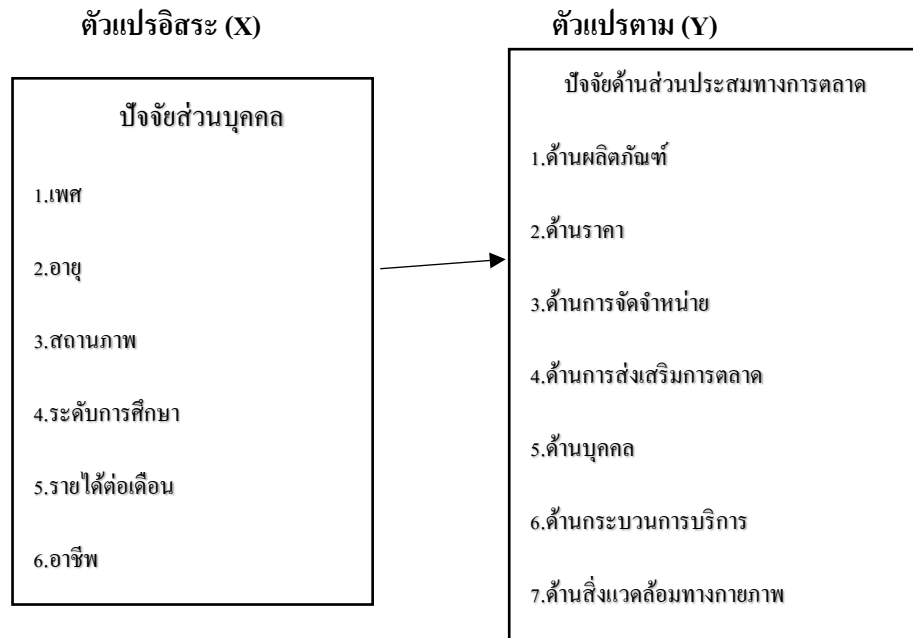 ตัวแปรอิสระ (X)
ปัจจัยส่วนบุคคล
1.เพศ
2.อายุ
3.สถานภาพ
4.ระดับการศึกษา
5.รายได้ต่อเดือน
6.อาชีพ
ตัวแปรตาม (Y)
ปัจจัยด้านส่วนประสมทางการตลาด
1.ด้านผลิตภัณฑ์
2.ด้านราคา
3.ด้านการจัดจำหน่าย
4.ด้านการส่งเสริมการตลาด
5.ด้านบุคคล
6.ด้านกระบวนการบริการ
7.ด้านสิ่งแวดล้อมทางกายภาพ